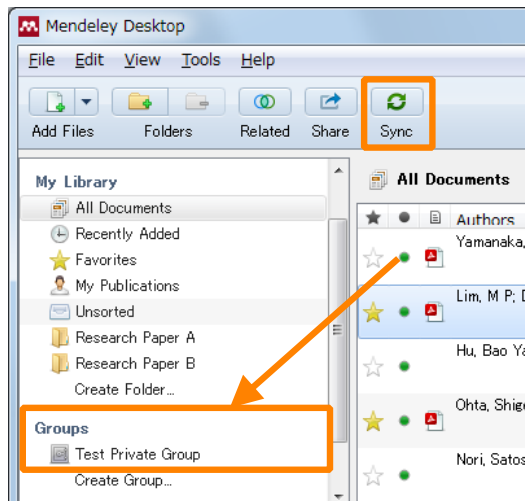 Mendeley Desktop
File Edit View Tools Help
Add Files Folders Related Share Sync
My Library
All Documents
Recently Added
Favorites
My Publications
Unsorted
Research Paper A
Research Paper B
Create Folder...
Groups
Test Private Group
Create Group...
All Documents
Authors
Yamanaka,
Lim, M P; D
Hu, Bao Ya
Ohta, Shige
Nori, Satos